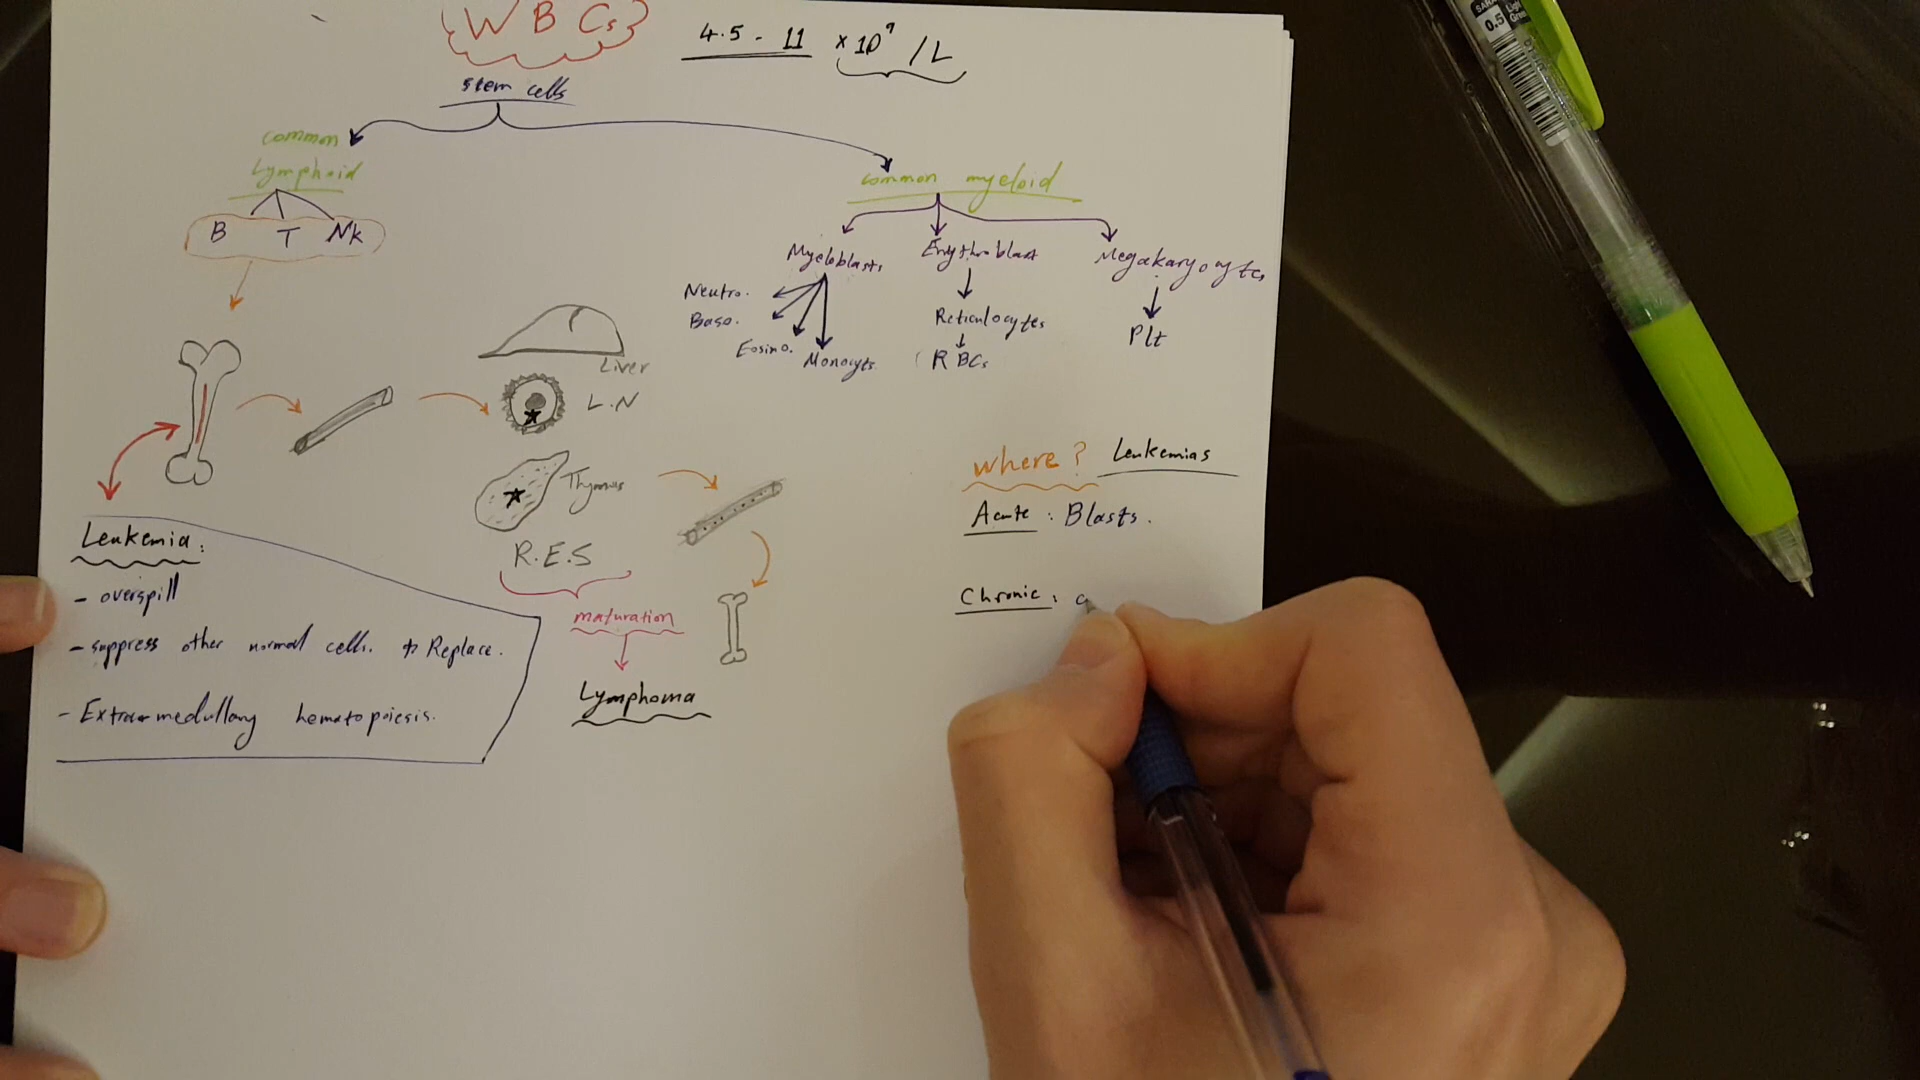 WBCs
4.5 - 11 ×10⁹ /L
stem cells
common
Lymphoid
B T Nk
common myeloid
Myeloblasts
Neutro.
Baso.
Eosino.
Monocyts
Erythroblast
Reticulocytes
RBCs
Megakaryocytes
Plt
Liver
L.N
Thymus
R.E.S
maturation
Lymphoma
Leukemia:
- overspill
- suppress other normal cells. Replace.
- Extramedullary hematopoiesis.
where? Leukemias
Acute : Blasts.
Chronic :
0.5